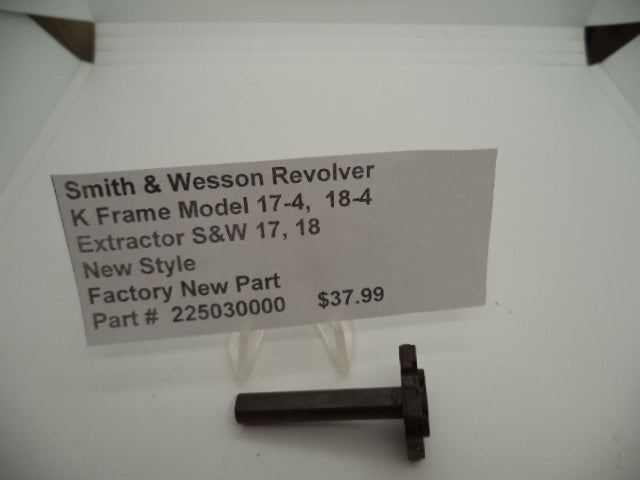 Smith & Wesson Revolver
K Frame Model 17-4, 18-4
Extractor S&W 17, 18
New Style
Factory New Part
Part # 225030000 $37.99